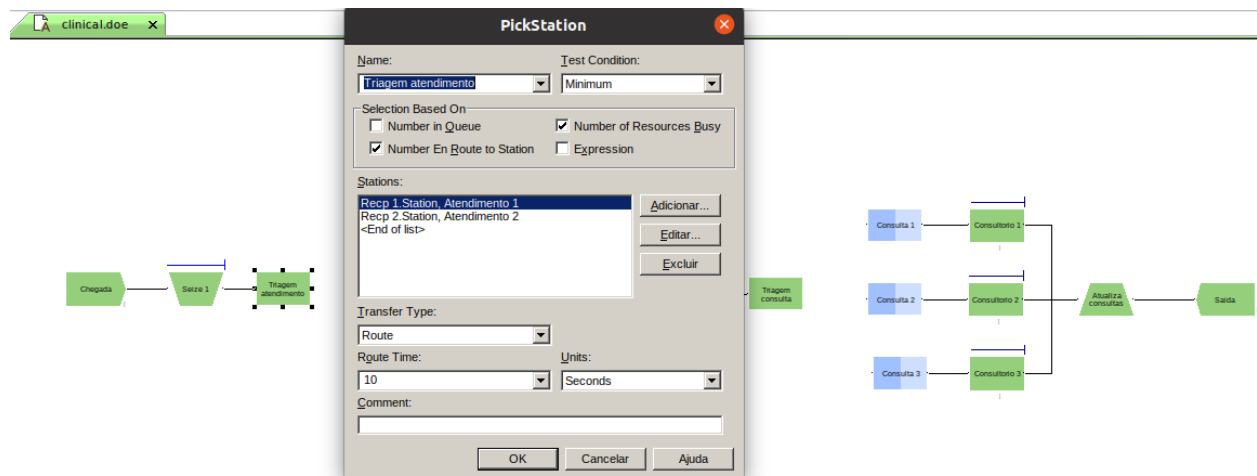 clinical.doe
PickStation
Name:
Test Condition:
Triagem atendimento
Minimum
Selection Based On
Number in Queue
Number of Resources Busy
Number En Route to Station
Expression
Stations:
Recp 1.Station, Atendimento 1
Recp 2.Station, Atendimento 2
<End of list>
Adicionar...
Editar...
Excluir
Transfer Type:
Route
Route Time:
Units:
10
Seconds
Comment:
OK
Cancelar
Ajuda
Chegada
Seize 1
Triagem
atendimento
Triagem
consulta
Consulta 1
Consultorio 1
Consulta 2
Consultorio 2
Consulta 3
Consultorio 3
Atualiza
consultas
Saida